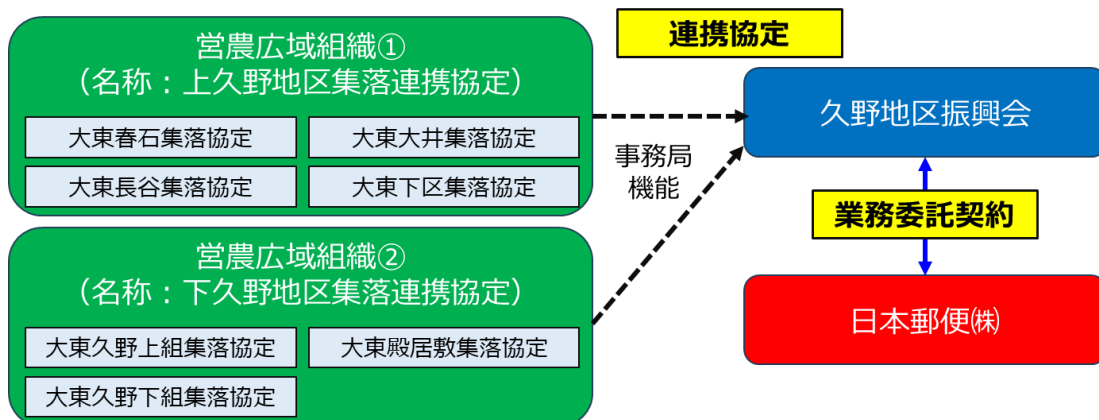 営農広域組織①
（名称：上久野地区集落連携協定）
大東春石集落協定
大東大井集落協定
大東長谷集落協定
大東下区集落協定
営農広域組織②
（名称：下久野地区集落連携協定）
大東久野上組集落協定
大東殿居敷集落協定
大東久野下組集落協定
連携協定
事務局
機能
久野地区振興会
業務委託契約
日本郵便㈱